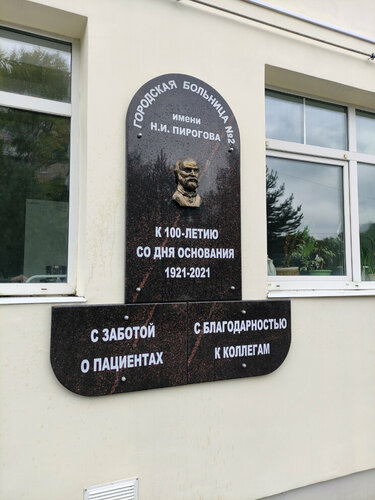 ГОРОДСКАЯ БОЛЬНИЦА №2
имени
Н.И. ПИРОГОВА
К 100-ЛЕТИЮ
СО ДНЯ ОСНОВАНИЯ
1921-2021
С ЗАБОТОЙ
О ПАЦИЕНТАХ
С БЛАГОДАРНОСТЬЮ
К КОЛЛЕГАМ